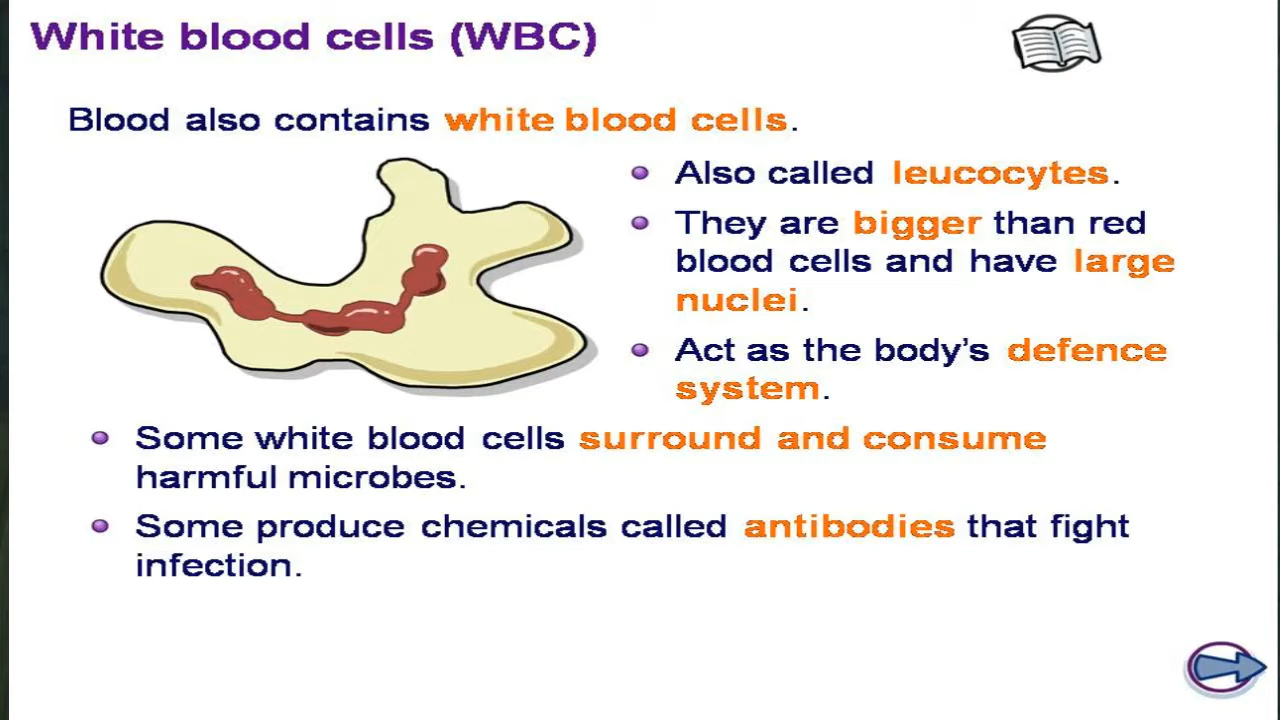 White blood cells (WBC)
Blood also contains white blood cells.
Also called leucocytes.
They are bigger than red
blood cells and have large
nuclei.
Act as the body’s defence
system.
Some white blood cells surround and consume
harmful microbes.
Some produce chemicals called antibodies that fight
infection.